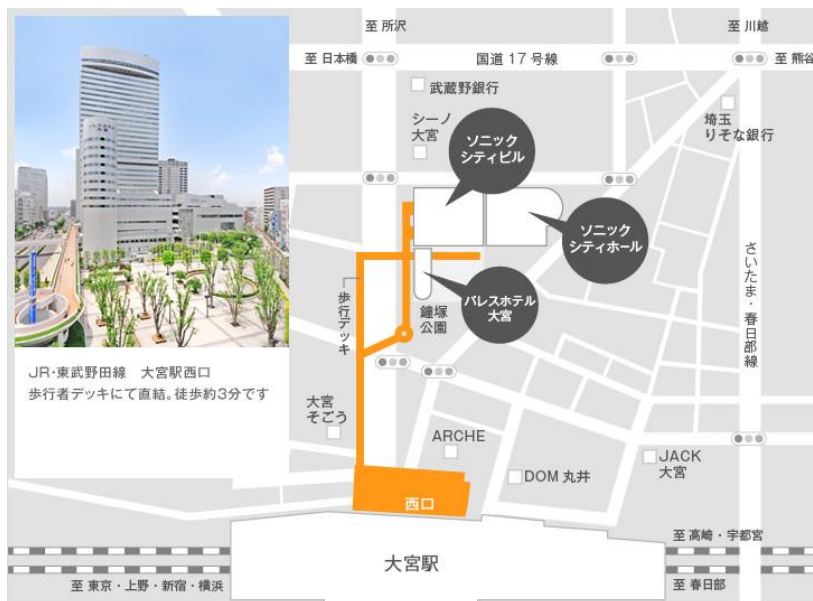 至 所沢
至 川越
至 日本橋
国道 17 号線
至 熊谷
武蔵野銀行
シーノ
大宮
ソニック
シティビル
埼玉
りそな銀行
ソニック
シティホール
さいたま・春日部線
歩行デッキ
パレスホテル
大宮
鐘塚
公園
JR・東武野田線　大宮駅西口
歩行者デッキにて直結。徒歩約3分です
大宮
そごう
ARCHE
DOM 丸井
JACK
大宮
西口
大宮駅
至 高崎・宇都宮
至 東京・上野・新宿・横浜
至 春日部